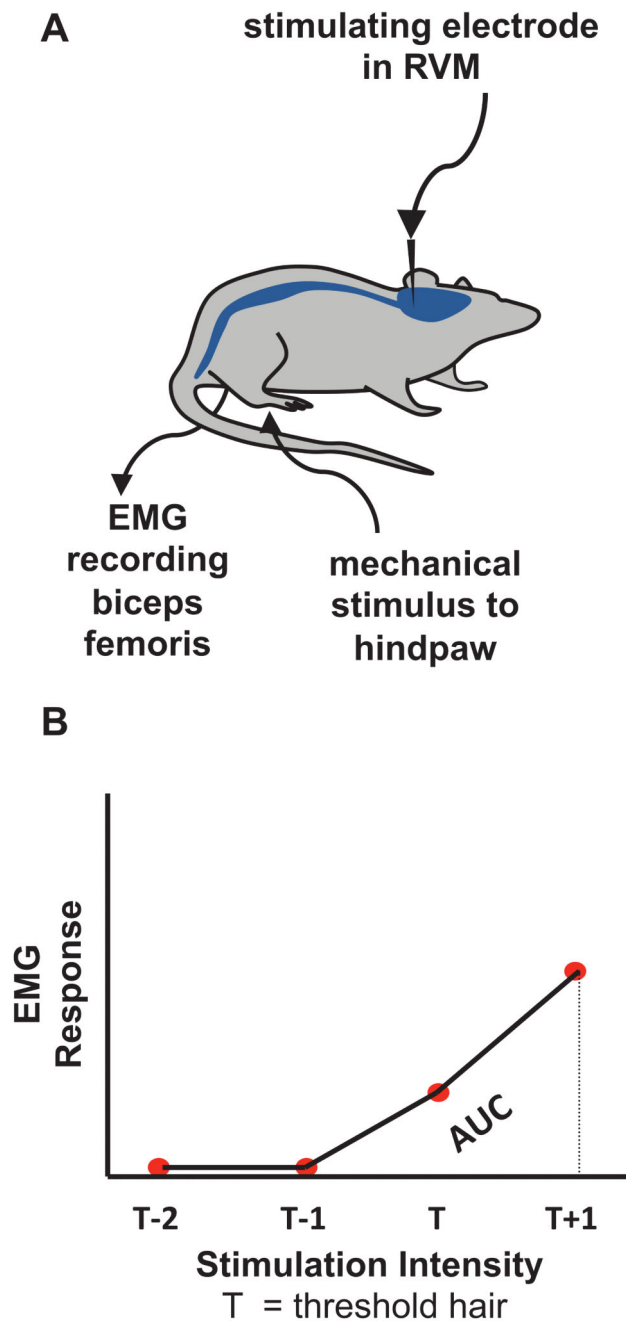 A
stimulating electrode
in RVM
EMG
recording
biceps
femoris
mechanical
stimulus to
hindpaw
B
EMG
Response
AUC
T-2 T-1 T T+1
Stimulation Intensity
T = threshold hair